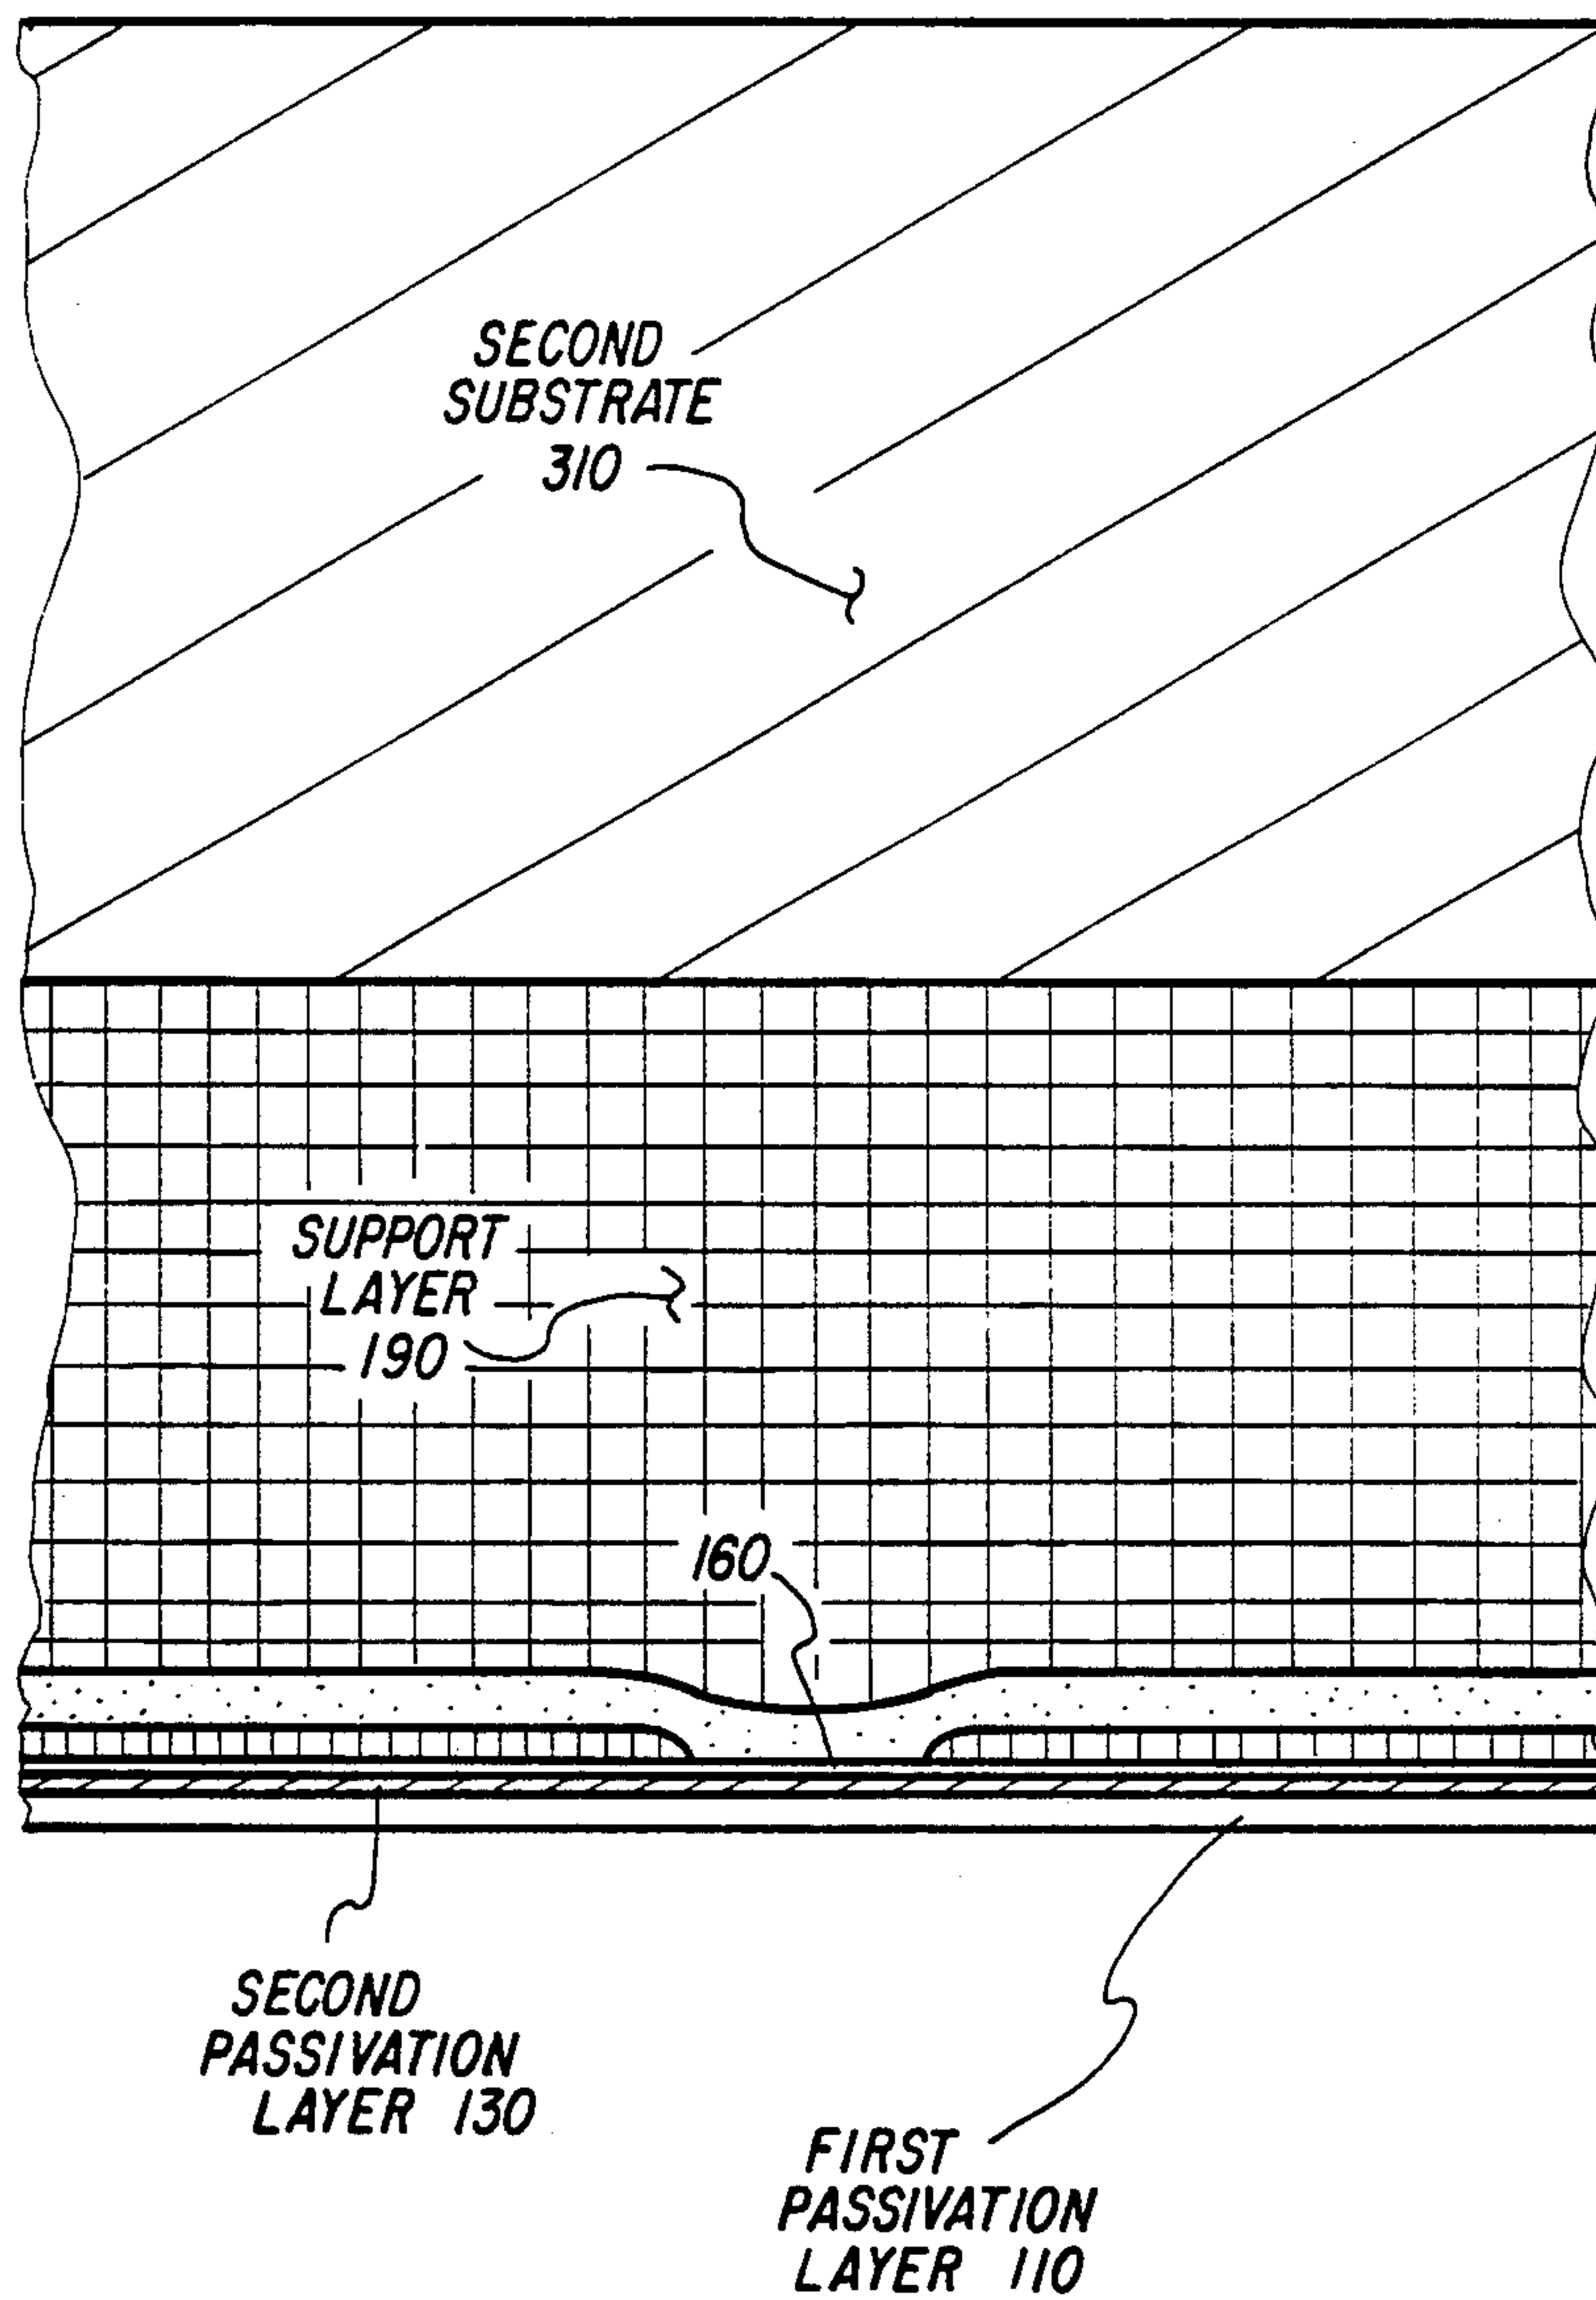 SECOND
SUBSTRATE
310
SUPPORT
LAYER
190
160
SECOND
PASSIVATION
LAYER 130
FIRST
PASSIVATION
LAYER 110